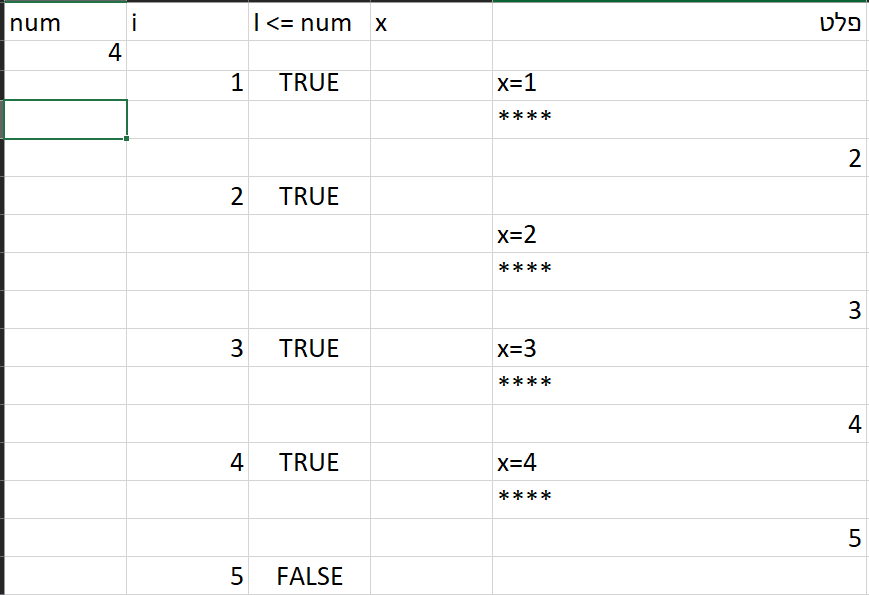 num i I <= num x פלט
4
1 TRUE x=1
****
2
2 TRUE
x=2
****
3
3 TRUE x=3
****
4
4 TRUE x=4
****
5
5 FALSE